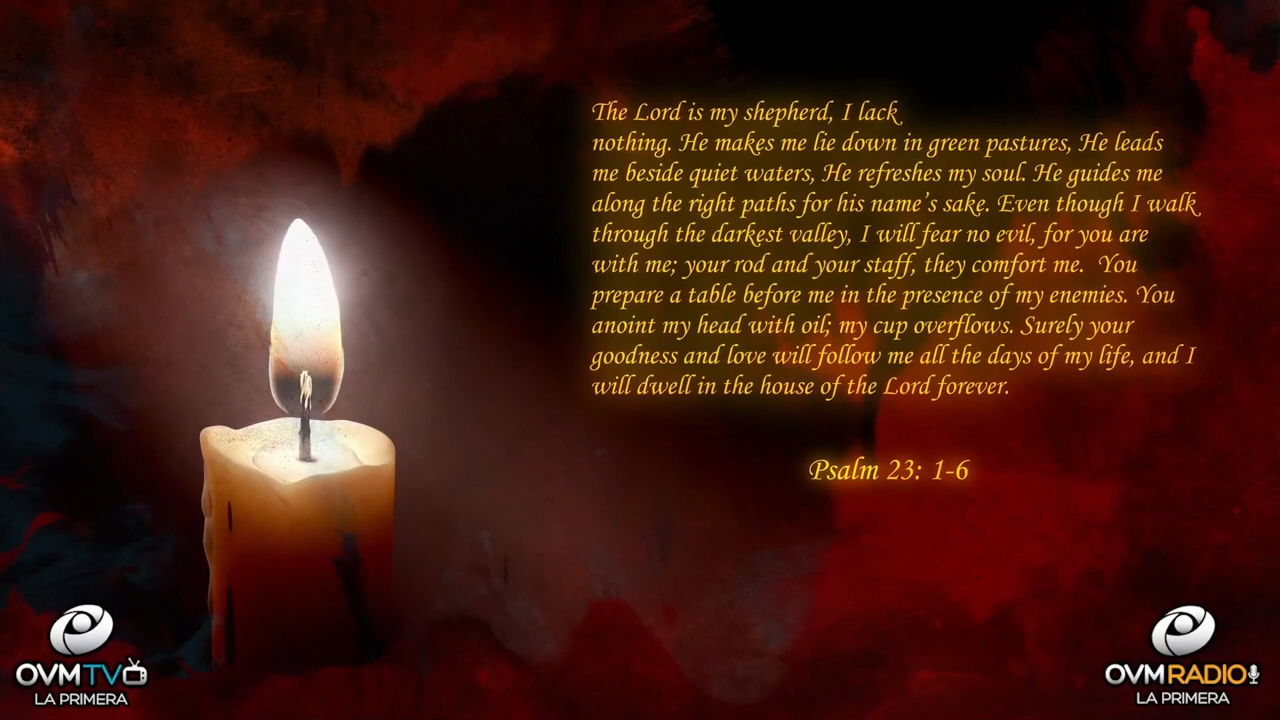 The Lord is my shepherd, I lack
nothing. He makes me lie down in green pastures, He leads
me beside quiet waters, He refreshes my soul. He guides me
along the right paths for his name’s sake. Even though I walk
through the darkest valley, I will fear no evil, for you are
with me; your rod and your staff, they comfort me.  You
prepare a table before me in the presence of my enemies. You
anoint my head with oil; my cup overflows. Surely your
goodness and love will follow me all the days of my life, and I
will dwell in the house of the Lord forever.
Psalm 23: 1-6
OVMTV
LA PRIMERA
OVMRADIO
LA PRIMERA